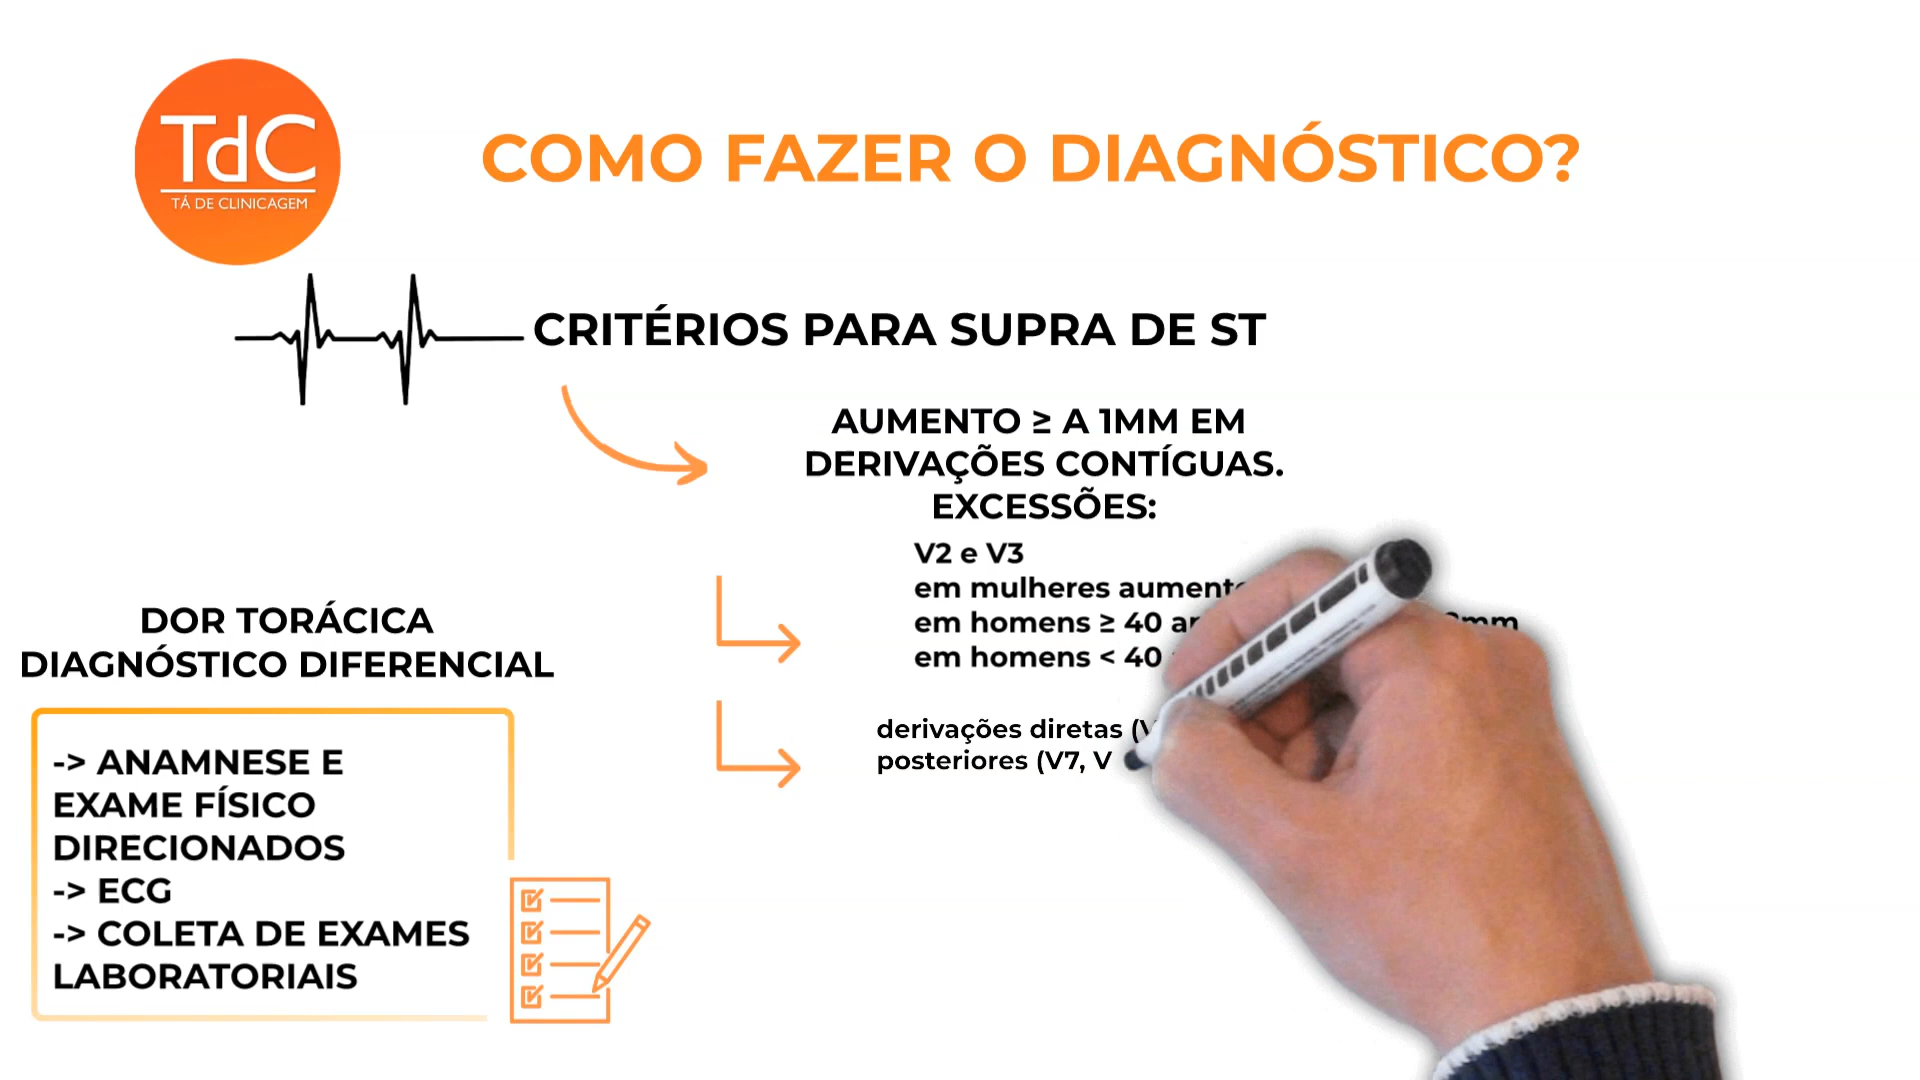 TdC
TÁ DE CLINICAGEM
COMO FAZER O DIAGNÓSTICO?
CRITÉRIOS PARA SUPRA DE ST
AUMENTO ≥ A 1MM EM
DERIVAÇÕES CONTÍGUAS.
EXCESSÕES:
V2 e V3
em mulheres
em homens ≥ 40
em homens < 40
derivações diretas
posteriores (V7, V
DOR TORÁCICA
DIAGNÓSTICO DIFERENCIAL
-> ANAMNESE E
EXAME FÍSICO
DIRECIONADOS
-> ECG
-> COLETA DE EXAMES
LABORATORIAIS